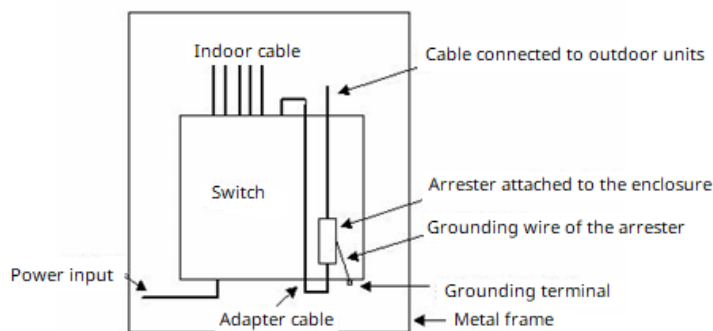 Indoor cable
Cable connected to outdoor units
Switch
Arrester attached to the enclosure
Grounding wire of the arrester
Power input
Grounding terminal
Adapter cable
Metal frame